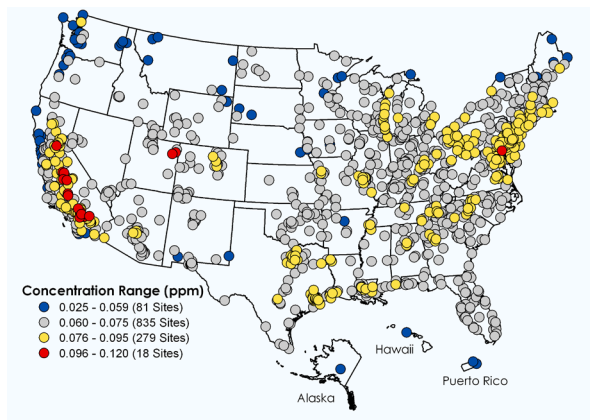 Concentration Range (ppm)
0.025 - 0.059 (81 Sites)
0.060 - 0.075 (835 Sites)
0.076 - 0.095 (279 Sites)
0.096 - 0.120 (18 Sites)
Alaska
Hawaii
Puerto Rico